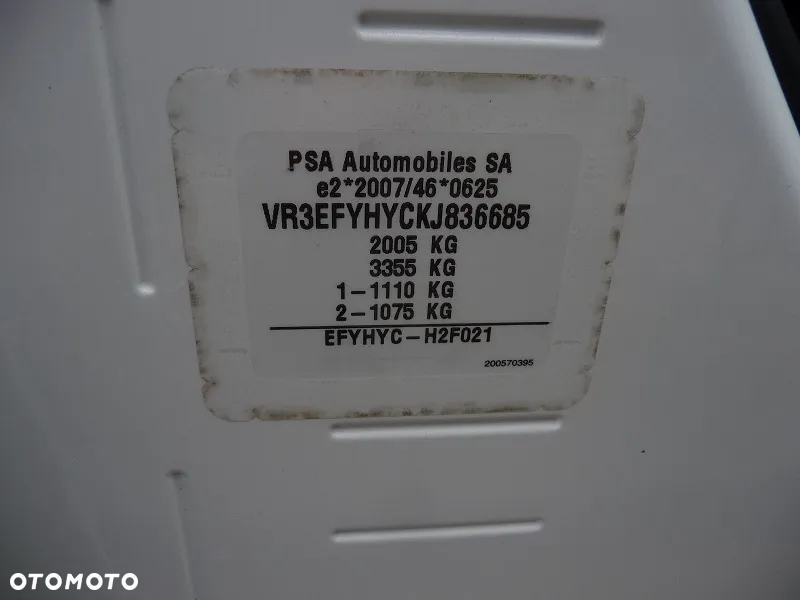 PSA Automobiles SA
e2*2007/46*0625
VR3EFYHYCKJ836685
2005 KG
3355 KG
1-1110 KG
2-1075 KG
EFYHYC-H2F021
200570395
OTOMOTO